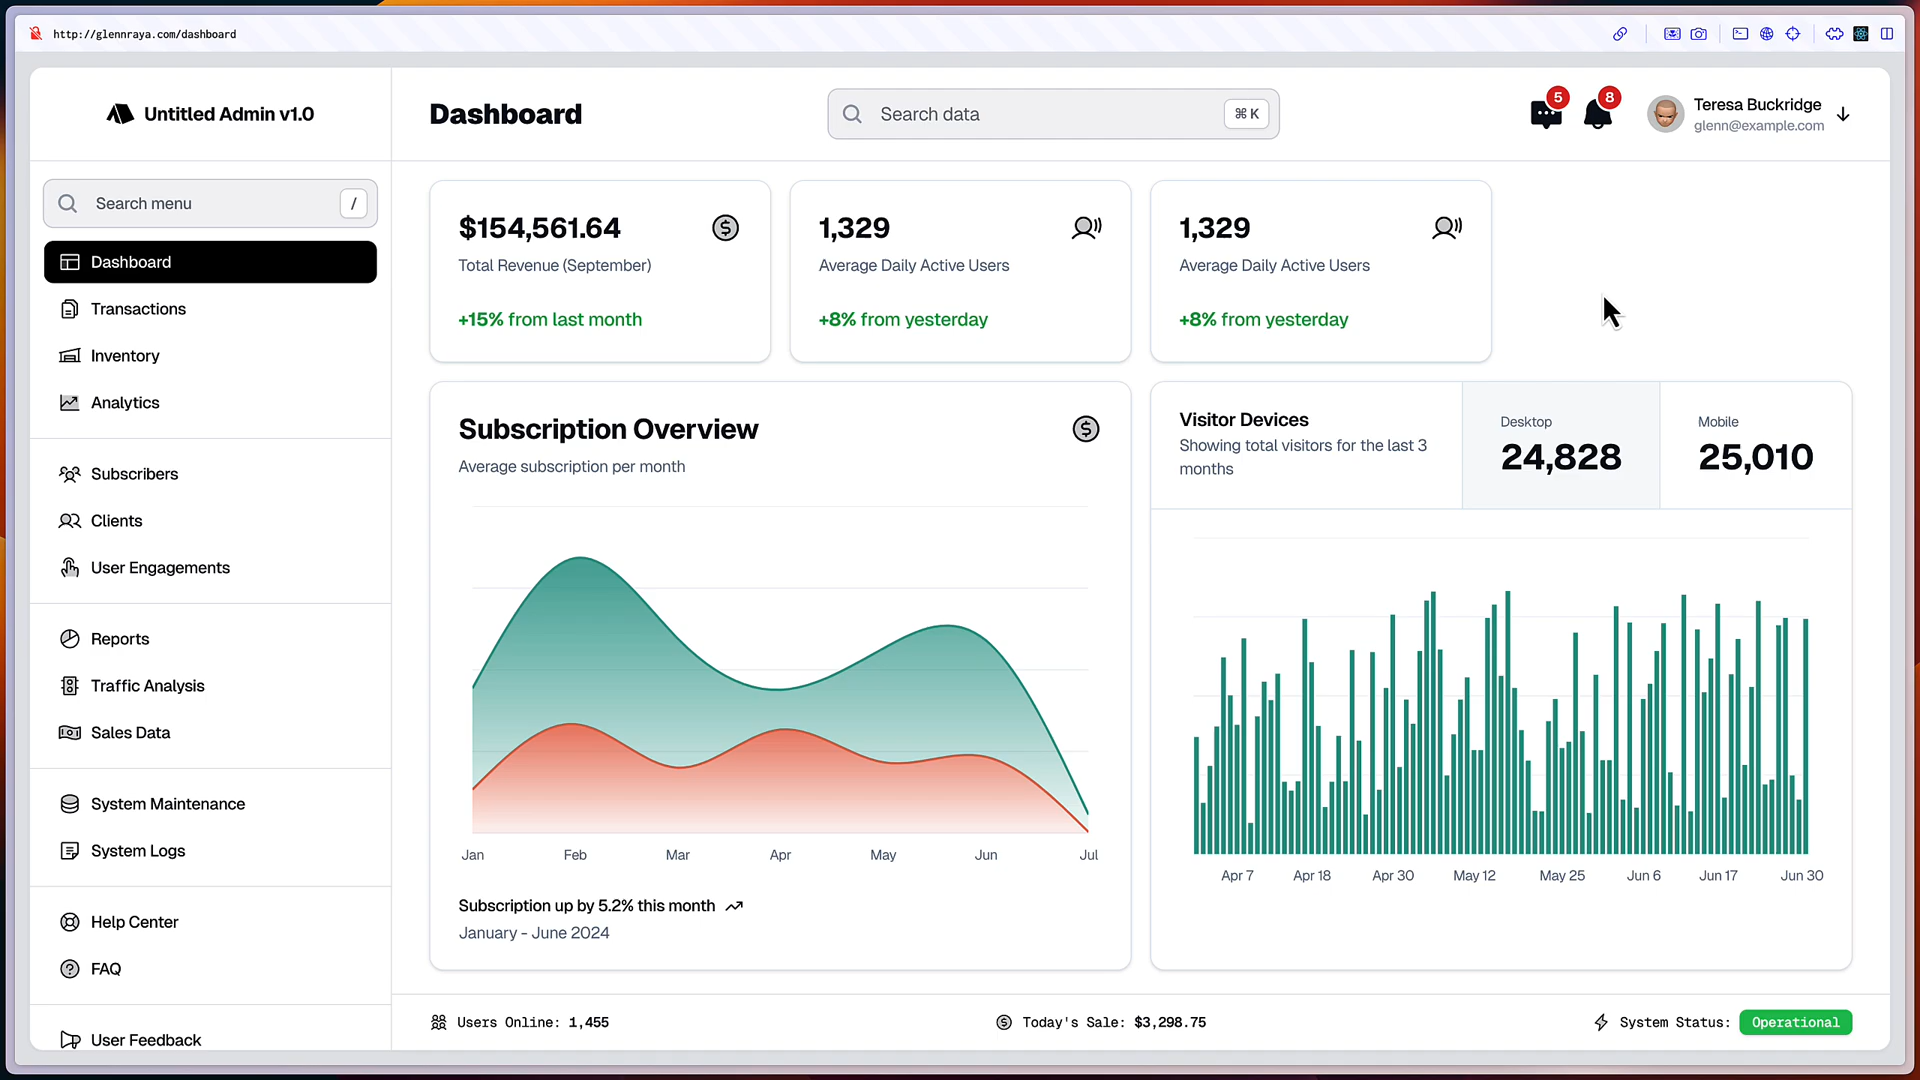 http://glennraya.com/dashboard
Untitled Admin v1.0
Dashboard
Search data
⌘ K
5
8
Teresa Buckridge
glenn@example.com
Search menu
/
Dashboard
Transactions
Inventory
Analytics
Subscribers
Clients
User Engagements
Reports
Traffic Analysis
Sales Data
System Maintenance
System Logs
Help Center
FAQ
User Feedback
$154,561.64
Total Revenue (September)
+15% from last month
1,329
Average Daily Active Users
+8% from yesterday
1,329
Average Daily Active Users
+8% from yesterday
Subscription Overview
Average subscription per month
Jan Feb Mar Apr May Jun Jul
Subscription up by 5.2% this month
January - June 2024
Visitor Devices
Showing total visitors for the last 3
months
Desktop
24,828
Mobile
25,010
Apr 7 Apr 18 Apr 30 May 12 May 25 Jun 6 Jun 17 Jun 30
Users Online: 1,455
Today's Sale: $3,298.75
System Status: Operational